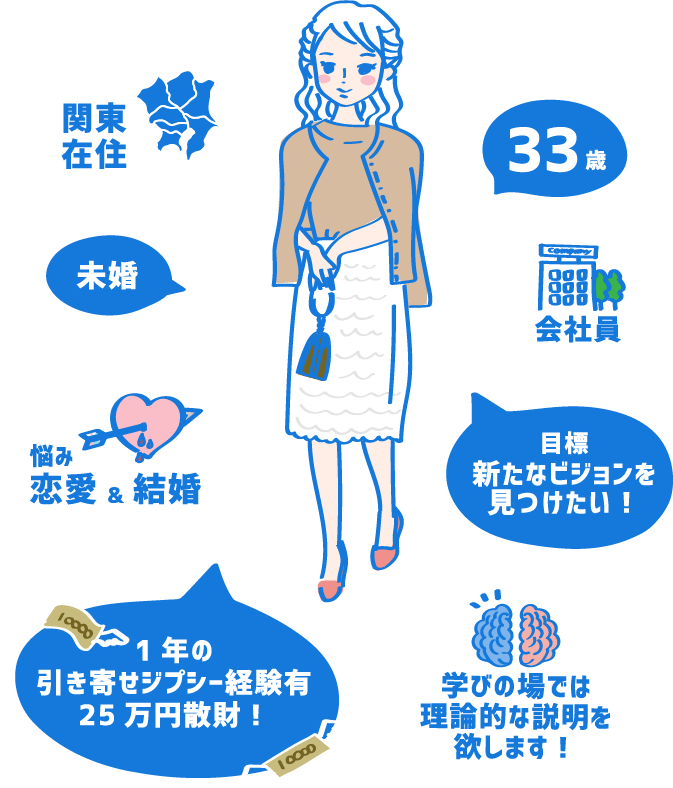 関東
在住
33歳
未婚
Company
会社員
悩み
恋愛 & 結婚
目標
新たなビジョンを
見つけたい！
10000
1年の
引き寄せジプシー経験有
25万円散財！
10000
学びの場では
理論的な説明を
欲します！